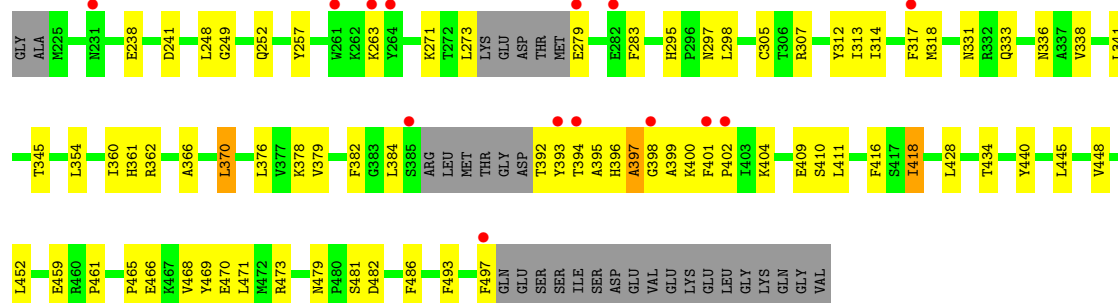 GLY ALA M225 N231 E238 D241 L248 G249 Q252 Y257 W261 K262 K263 Y264 K271 T272 L273 LYS GLU ASP THR MET E279 E282 F283 H295 P296 N297 L298 C305 T306 R307 Y312 I313 I314 F317 M318 N331 R332 Q333 N336 A337 V338 L341
T345 L354 I360 H361 R362 A366 L370 L376 V377 K378 V379 F382 G383 L384 S385 ARG LEU MET THR GLY ASP T392 Y393 T394 A395 H396 A397 G398 A399 K400 F401 P402 I403 K404 E409 S410 L411 F416 S417 I418 L428 T434 Y440 L445 V448
L452 E459 R460 P461 P465 E466 K467 V468 Y469 E470 L471 M472 R473 N479 P480 S481 D482 F486 F493 F497 GLN GLU SER SER ILE SER ASP GLU VAL GLU LYS GLU LEU GLY LYS GLN GLY VAL